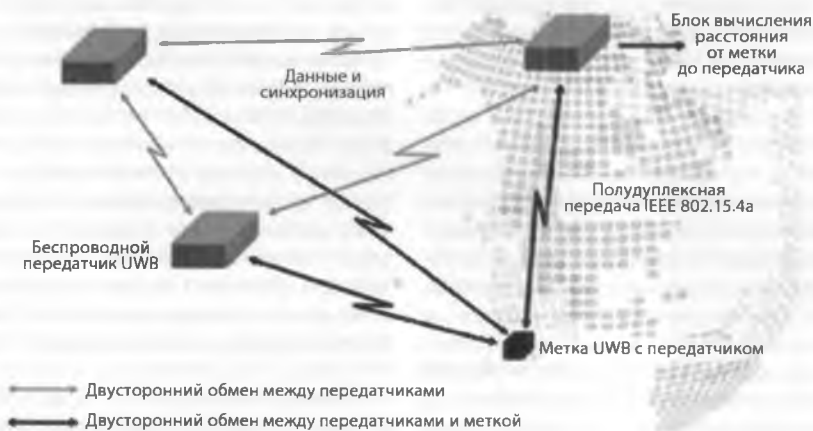 Блок вычисления
расстояния
от метки
до передатчика
Данные и
синхронизация
Полудуплексная
передача IEEE 802.15.4a
Беспроводной
передатчик UWB
Метка UWB с передатчиком
Двусторонний обмен между передатчиками
Двусторонний обмен между передатчиками и меткой